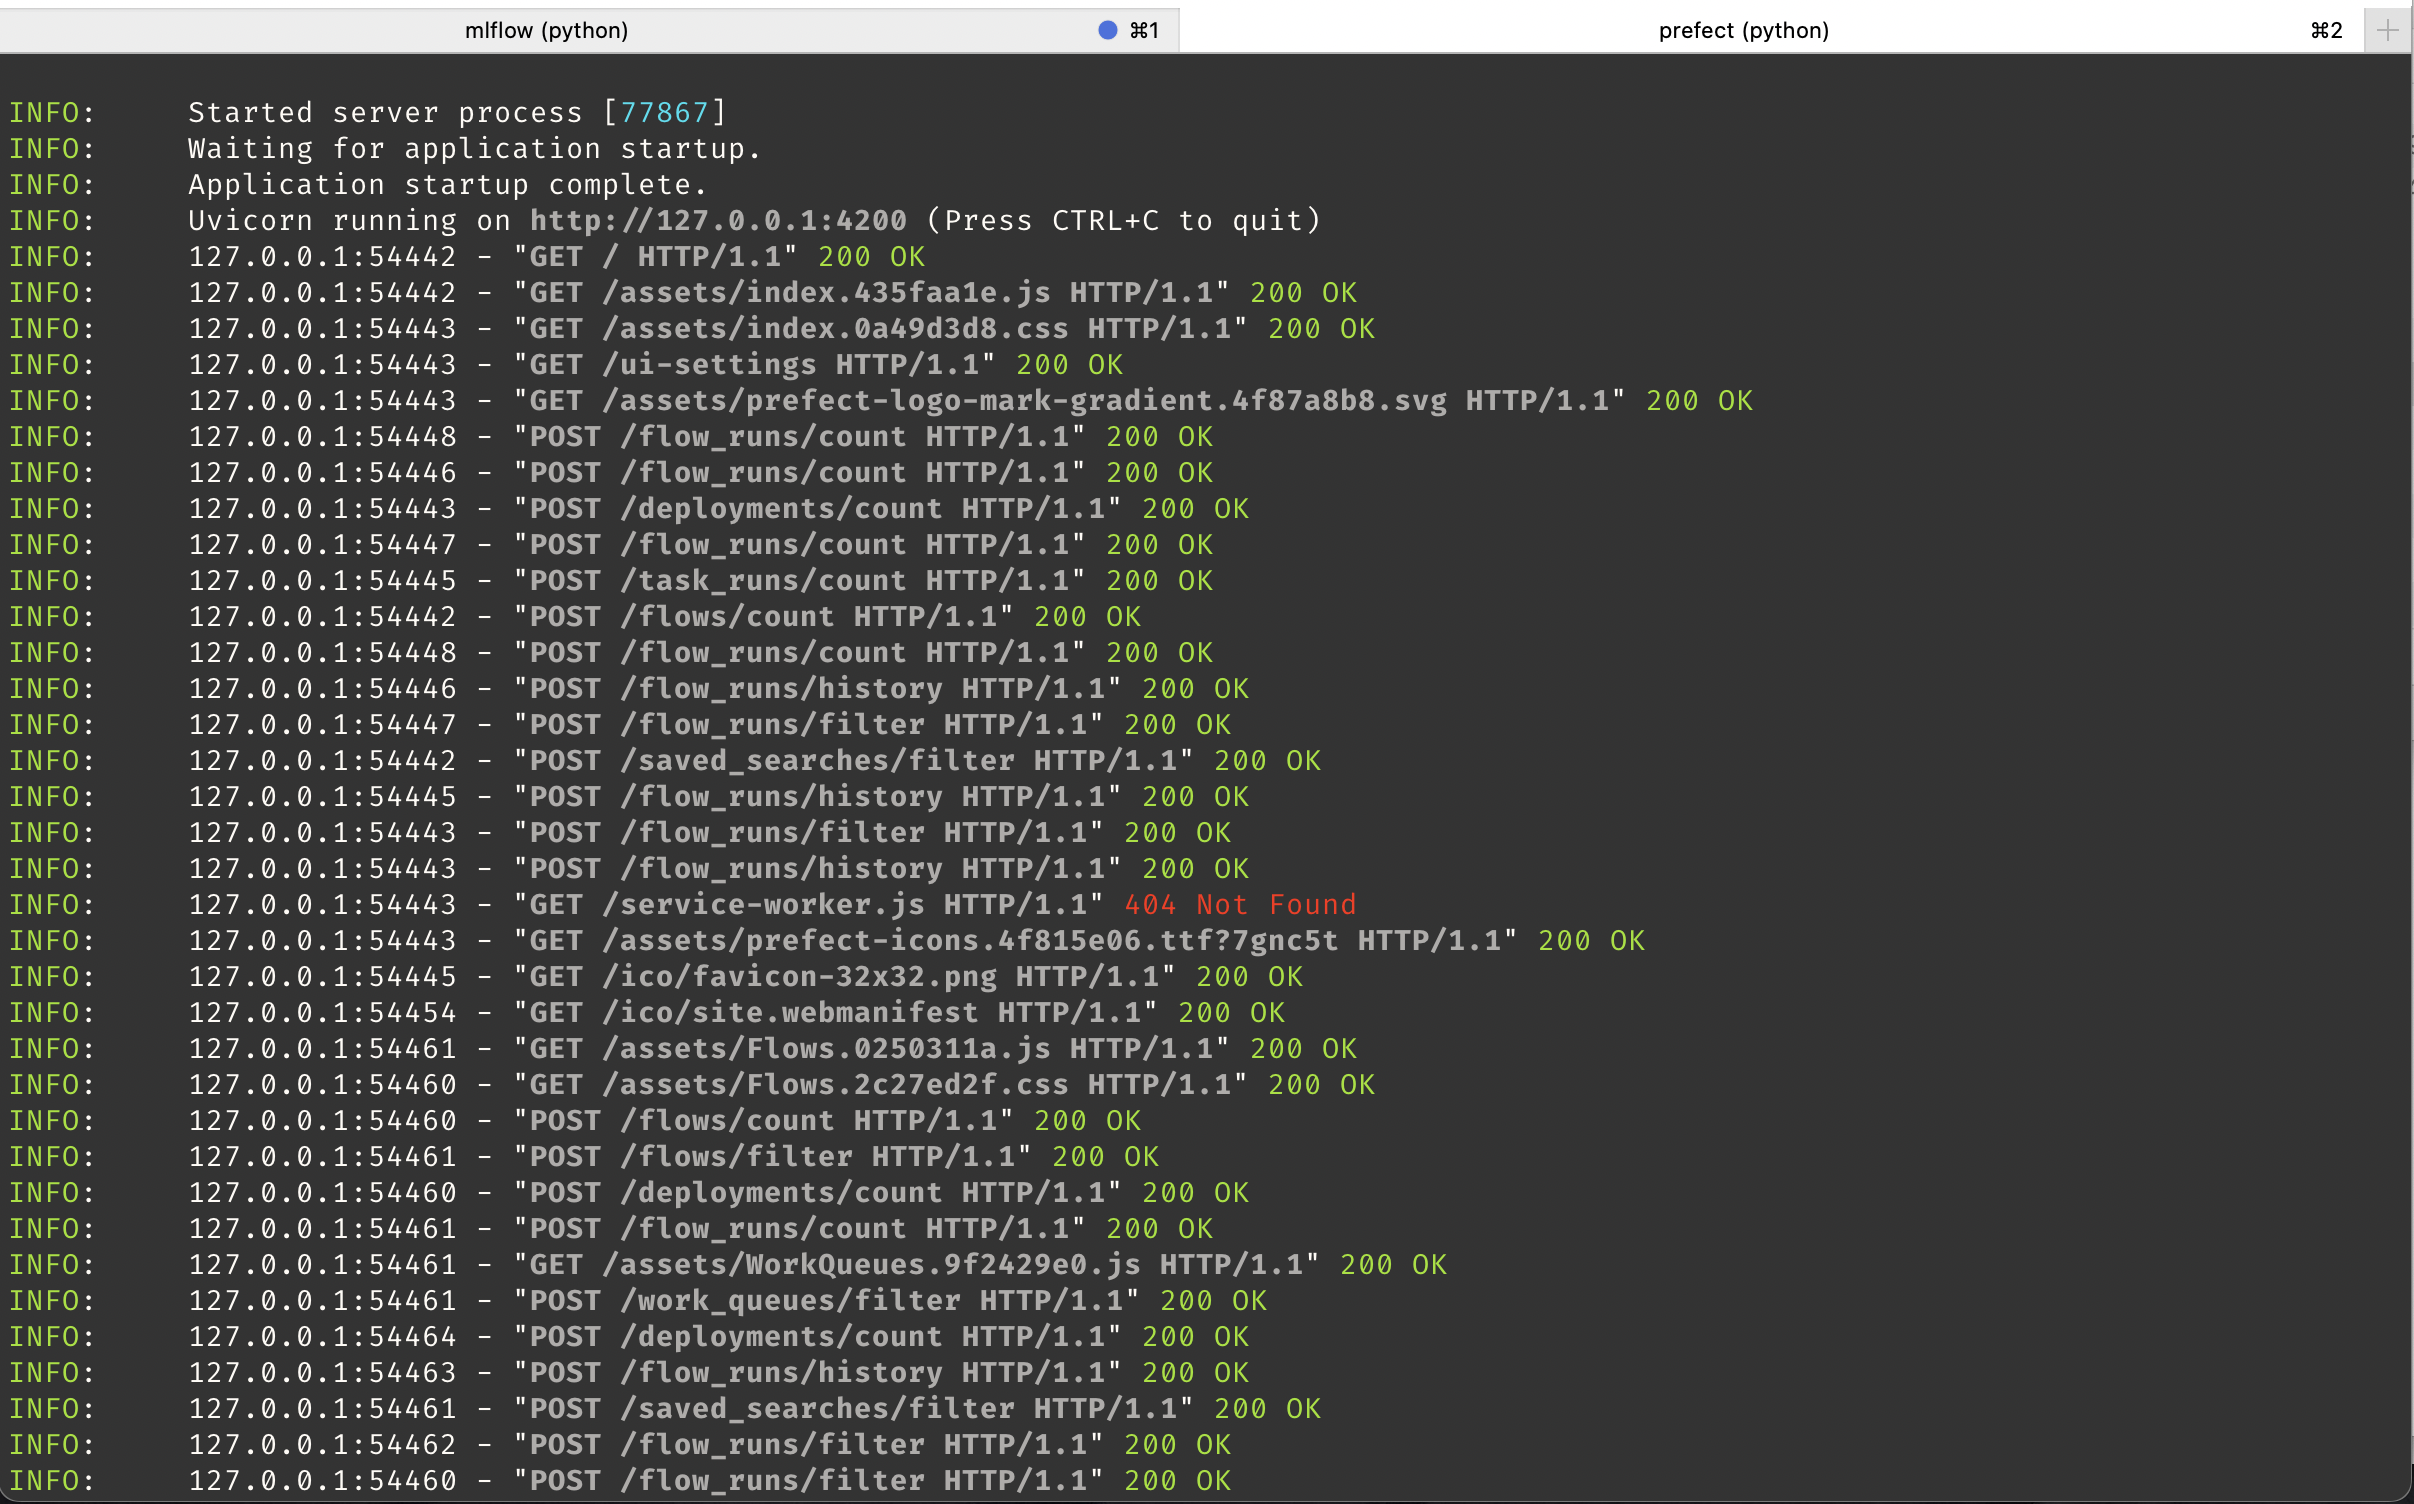 mlflow (python) ⌘1 prefect (python) ⌘2
INFO: Started server process [77867]
INFO: Waiting for application startup.
INFO: Application startup complete.
INFO: Uvicorn running on http://127.0.0.1:4200 (Press CTRL+C to quit)
INFO: 127.0.0.1:54442 - "GET / HTTP/1.1" 200 OK
INFO: 127.0.0.1:54442 - "GET /assets/index.435faa1e.js HTTP/1.1" 200 OK
INFO: 127.0.0.1:54443 - "GET /assets/index.0a49d3d8.css HTTP/1.1" 200 OK
INFO: 127.0.0.1:54443 - "GET /ui-settings HTTP/1.1" 200 OK
INFO: 127.0.0.1:54443 - "GET /assets/prefect-logo-mark-gradient.4f87a8b8.svg HTTP/1.1" 200 OK
INFO: 127.0.0.1:54448 - "POST /flow_runs/count HTTP/1.1" 200 OK
INFO: 127.0.0.1:54446 - "POST /flow_runs/count HTTP/1.1" 200 OK
INFO: 127.0.0.1:54443 - "POST /deployments/count HTTP/1.1" 200 OK
INFO: 127.0.0.1:54447 - "POST /flow_runs/count HTTP/1.1" 200 OK
INFO: 127.0.0.1:54445 - "POST /task_runs/count HTTP/1.1" 200 OK
INFO: 127.0.0.1:54442 - "POST /flows/count HTTP/1.1" 200 OK
INFO: 127.0.0.1:54448 - "POST /flow_runs/count HTTP/1.1" 200 OK
INFO: 127.0.0.1:54446 - "POST /flow_runs/history HTTP/1.1" 200 OK
INFO: 127.0.0.1:54447 - "POST /flow_runs/filter HTTP/1.1" 200 OK
INFO: 127.0.0.1:54442 - "POST /saved_searches/filter HTTP/1.1" 200 OK
INFO: 127.0.0.1:54445 - "POST /flow_runs/history HTTP/1.1" 200 OK
INFO: 127.0.0.1:54443 - "POST /flow_runs/filter HTTP/1.1" 200 OK
INFO: 127.0.0.1:54443 - "POST /flow_runs/history HTTP/1.1" 200 OK
INFO: 127.0.0.1:54443 - "GET /service-worker.js HTTP/1.1" 404 Not Found
INFO: 127.0.0.1:54443 - "GET /assets/prefect-icons.4f815e06.ttf?7gnc5t HTTP/1.1" 200 OK
INFO: 127.0.0.1:54445 - "GET /ico/favicon-32x32.png HTTP/1.1" 200 OK
INFO: 127.0.0.1:54454 - "GET /ico/site.webmanifest HTTP/1.1" 200 OK
INFO: 127.0.0.1:54461 - "GET /assets/Flows.0250311a.js HTTP/1.1" 200 OK
INFO: 127.0.0.1:54460 - "GET /assets/Flows.2c27ed2f.css HTTP/1.1" 200 OK
INFO: 127.0.0.1:54460 - "POST /flows/count HTTP/1.1" 200 OK
INFO: 127.0.0.1:54461 - "POST /flows/filter HTTP/1.1" 200 OK
INFO: 127.0.0.1:54460 - "POST /deployments/count HTTP/1.1" 200 OK
INFO: 127.0.0.1:54461 - "POST /flow_runs/count HTTP/1.1" 200 OK
INFO: 127.0.0.1:54461 - "GET /assets/WorkQueues.9f2429e0.js HTTP/1.1" 200 OK
INFO: 127.0.0.1:54461 - "POST /work_queues/filter HTTP/1.1" 200 OK
INFO: 127.0.0.1:54464 - "POST /deployments/count HTTP/1.1" 200 OK
INFO: 127.0.0.1:54463 - "POST /flow_runs/history HTTP/1.1" 200 OK
INFO: 127.0.0.1:54461 - "POST /saved_searches/filter HTTP/1.1" 200 OK
INFO: 127.0.0.1:54462 - "POST /flow_runs/filter HTTP/1.1" 200 OK
INFO: 127.0.0.1:54460 - "POST /flow_runs/filter HTTP/1.1" 200 OK